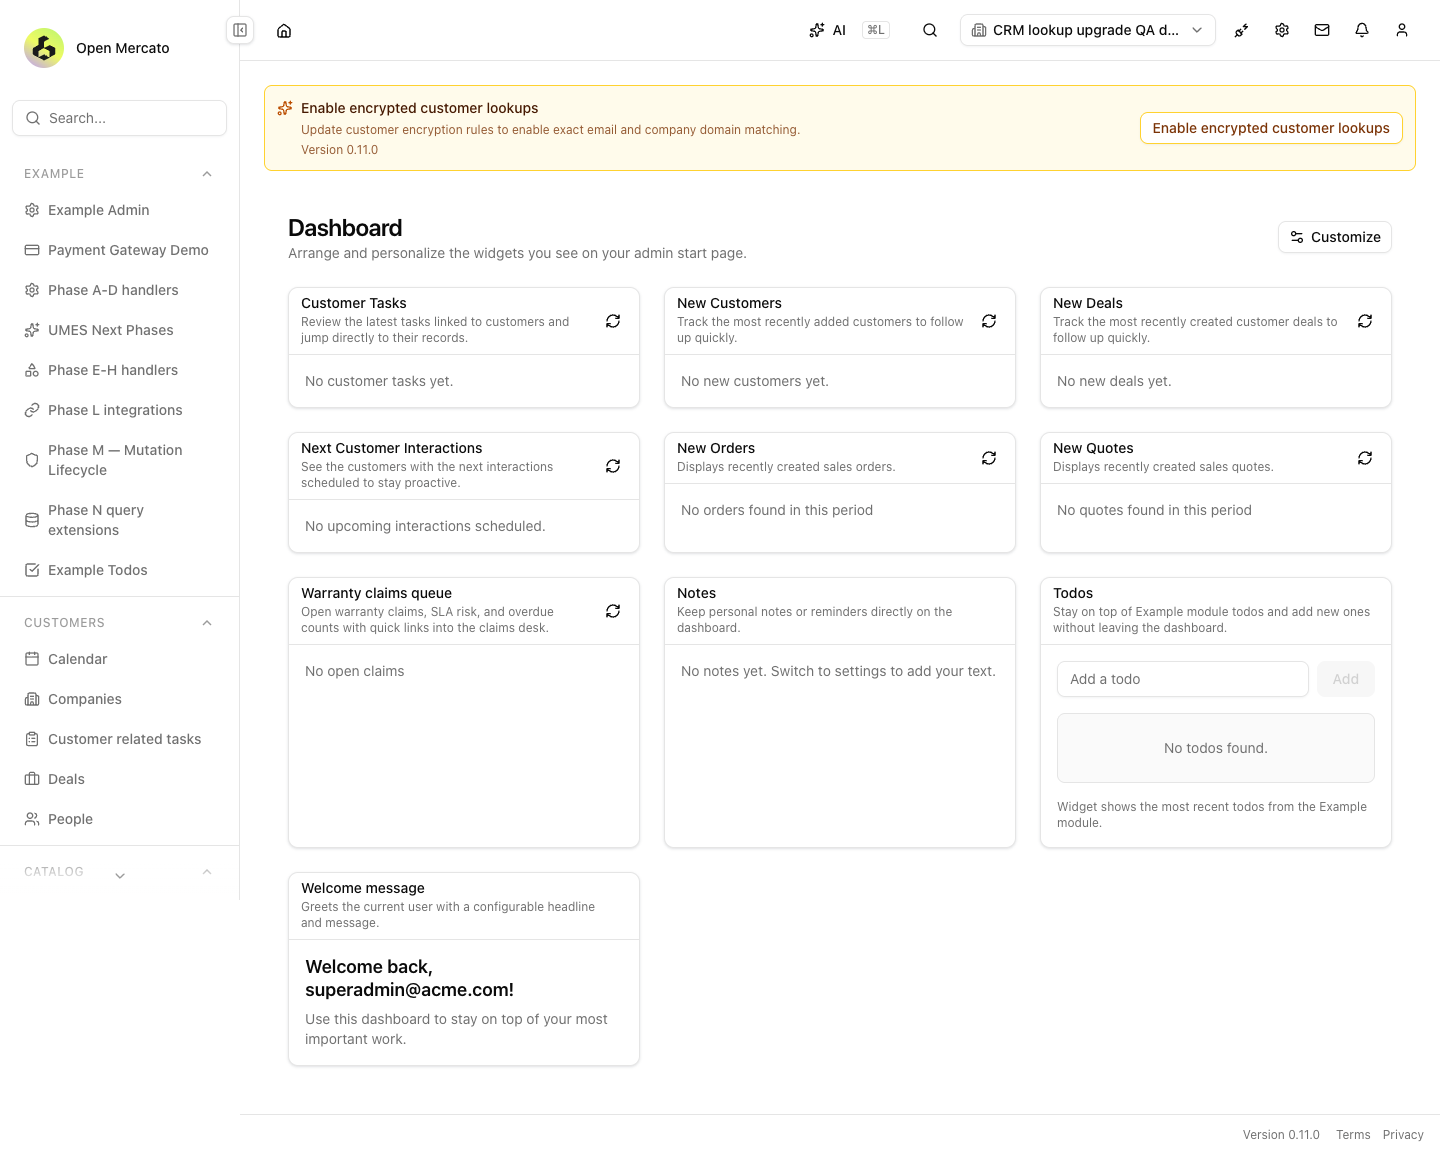 Open Mercato
Search...
EXAMPLE
Example Admin
Payment Gateway Demo
Phase A-D handlers
UMES Next Phases
Phase E-H handlers
Phase L integrations
Phase M — Mutation
Lifecycle
Phase N query
extensions
Example Todos
CUSTOMERS
Calendar
Companies
Customer related tasks
Deals
People
CATALOG
AI ⌘L
CRM lookup upgrade QA d...
Enable encrypted customer lookups
Update customer encryption rules to enable exact email and company domain matching.
Version 0.11.0
Enable encrypted customer lookups
Dashboard
Arrange and personalize the widgets you see on your admin start page.
Customize
Customer Tasks
Review the latest tasks linked to customers and
jump directly to their records.
No customer tasks yet.
New Customers
Track the most recently added customers to follow
up quickly.
No new customers yet.
New Deals
Track the most recently created customer deals to
follow up quickly.
No new deals yet.
Next Customer Interactions
See the customers with the next interactions
scheduled to stay proactive.
No upcoming interactions scheduled.
New Orders
Displays recently created sales orders.
No orders found in this period
New Quotes
Displays recently created sales quotes.
No quotes found in this period
Warranty claims queue
Open warranty claims, SLA risk, and overdue
counts with quick links into the claims desk.
No open claims
Notes
Keep personal notes or reminders directly on the
dashboard.
No notes yet. Switch to settings to add your text.
Todos
Stay on top of Example module todos and add new ones
without leaving the dashboard.
Add a todo
Add
No todos found.
Widget shows the most recent todos from the Example
module.
Welcome message
Greets the current user with a configurable headline
and message.
Welcome back,
superadmin@acme.com!
Use this dashboard to stay on top of your most
important work.
Version 0.11.0 Terms Privacy